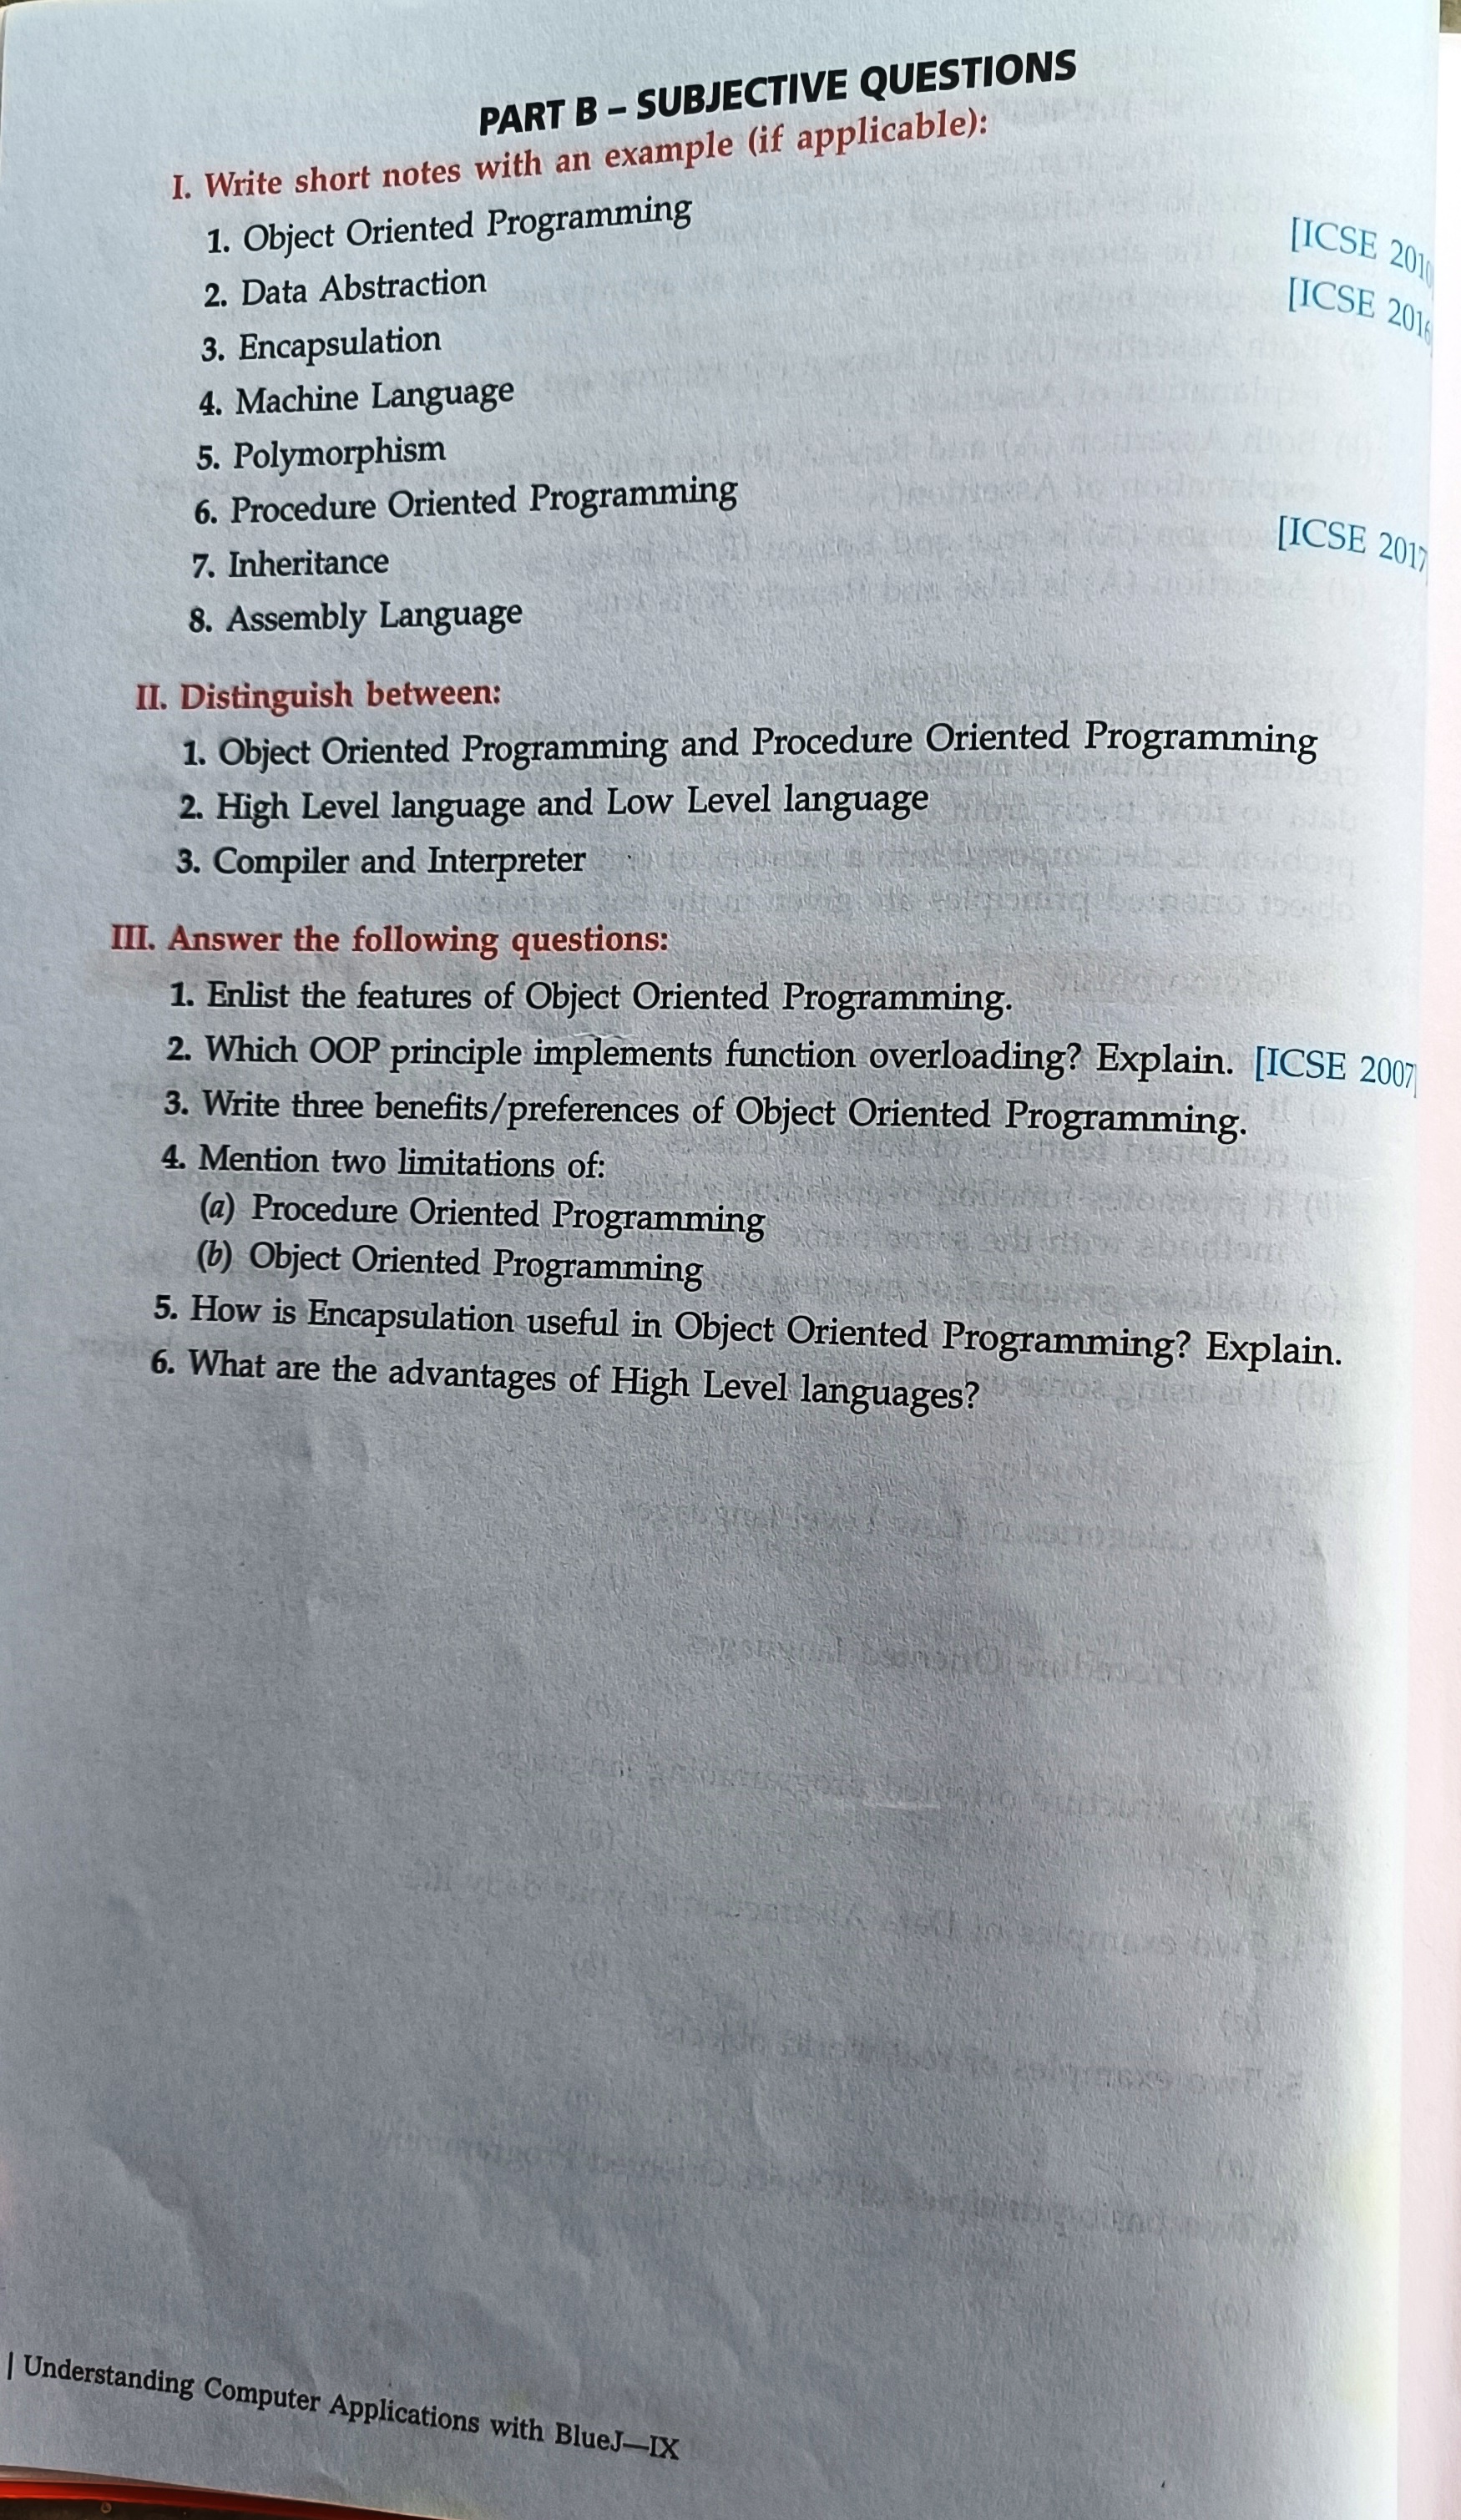 PART B – SUBJECTIVE QUESTIONS
I. Write short notes with an example (if applicable):
1. Object Oriented Programming
2. Data Abstraction [ICSE 2010
3. Encapsulation [ICSE 2016
4. Machine Language
5. Polymorphism
6. Procedure Oriented Programming
7. Inheritance [ICSE 2017
8. Assembly Language
II. Distinguish between:
1. Object Oriented Programming and Procedure Oriented Programming
2. High Level language and Low Level language
3. Compiler and Interpreter
III. Answer the following questions:
1. Enlist the features of Object Oriented Programming.
2. Which OOP principle implements function overloading? Explain. [ICSE 2007]
3. Write three benefits/preferences of Object Oriented Programming.
4. Mention two limitations of:
(a) Procedure Oriented Programming
(b) Object Oriented Programming
5. How is Encapsulation useful in Object Oriented Programming? Explain.
6. What are the advantages of High Level languages?
| Understanding Computer Applications with BlueJ—IX